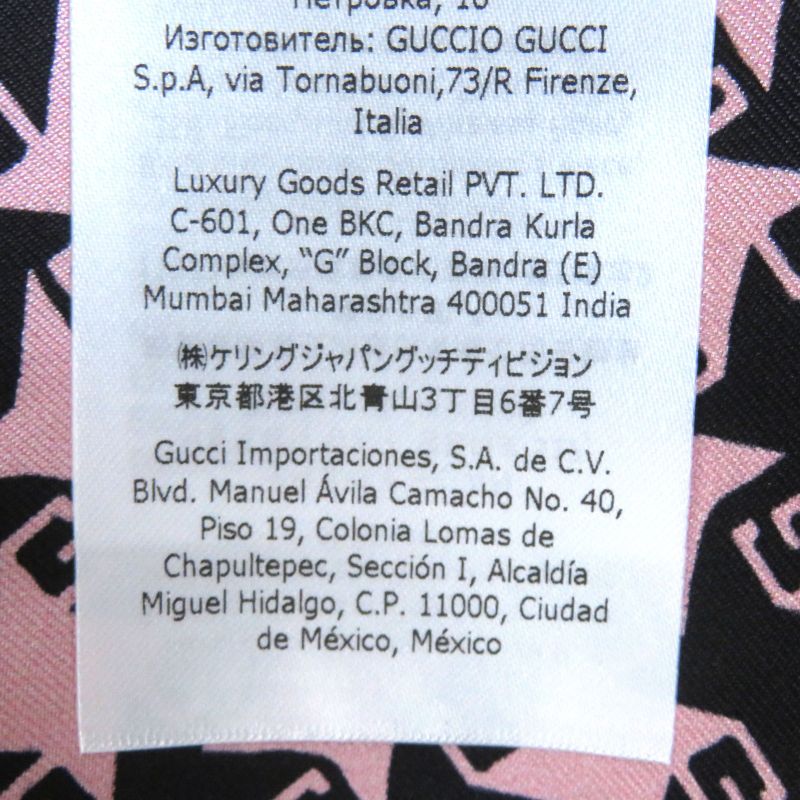 Петровка, 16
Изготовитель: GUCCIO GUCCI
S.p.A, via Tornabuoni,73/R Firenze,
Italia
Luxury Goods Retail PVT. LTD.
C-601, One BKC, Bandra Kurla
Complex, “G” Block, Bandra (E)
Mumbai Maharashtra 400051 India
㈱ケリングジャパングッチディビジョン
東京都港区北青山3丁目6番7号
Gucci Importaciones, S.A. de C.V.
Blvd. Manuel Ávila Camacho No. 40,
Piso 19, Colonia Lomas de
Chapultepec, Sección I, Alcaldía
Miguel Hidalgo, C.P. 11000, Ciudad
de México, México